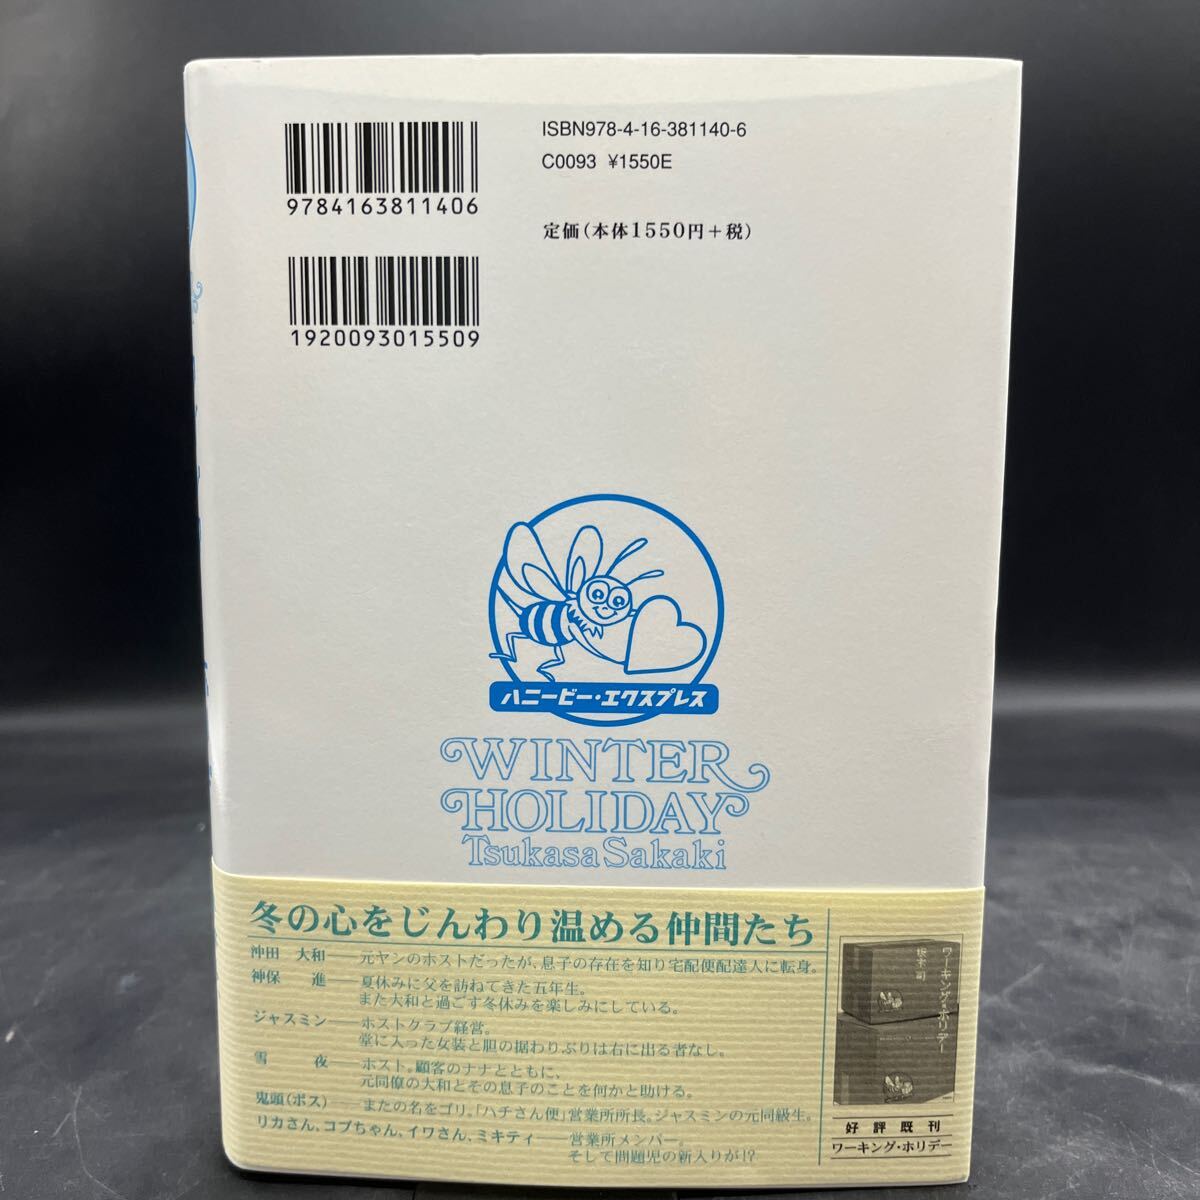 ISBN978-4-16-381140-6
C0093 ¥1550E
9784163811406
定価(本体1550円+税)
1920093015509
ハニービー・エクスプレス
WINTER
HOLIDAY
Tsukasa Sakaki
冬の心をじんわり温める仲間たち
沖田 大和——元ヤンのホストだったが、息子の存在を知り宅配便配達人に転身。
神保 進——夏休みに父を訪ねてきた五年生。
また大和と過ごす冬休みを楽しみにしている。
ジャスミン——ホストクラブ経営。
堂に入った女装と胆の据わりぶりは右に出る者なし。
雪 夜——ホスト。顧客のナナとともに、
元同僚の大和とその息子のことを何かと助ける。
鬼頭(ボス)——またの名をゴリ。「ハチさん便」営業所所長。ジャスミンの元同級生。
リカさん、コブちゃん、イワさん、ミキティ——営業所メンバー。
そして問題児の新入りが!?
ワーキング・ホリデー
坂木 司
好評既刊
ワーキング・ホリデー